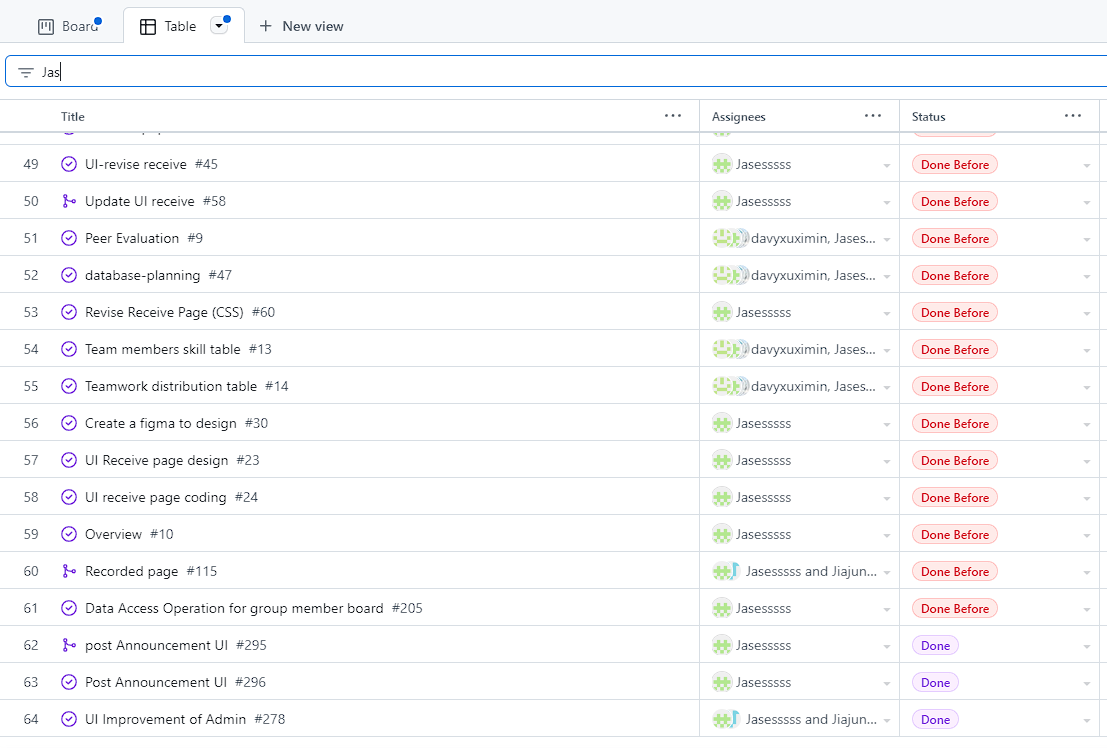 Board Table New view
Jas
Title Assignees Status
49 UI-revise receive #45 Jasesssss Done Before
50 Update UI receive #58 Jasesssss Done Before
51 Peer Evaluation #9 davyxuximin, Jases... Done Before
52 database-planning #47 davyxuximin, Jases... Done Before
53 Revise Receive Page (CSS) #60 Jasesssss Done Before
54 Team members skill table #13 davyxuximin, Jases... Done Before
55 Teamwork distribution table #14 davyxuximin, Jases... Done Before
56 Create a figma to design #30 Jasesssss Done Before
57 UI Receive page design #23 Jasesssss Done Before
58 UI receive page coding #24 Jasesssss Done Before
59 Overview #10 Jasesssss Done Before
60 Recorded page #115 Jasesssss and Jiajun... Done Before
61 Data Access Operation for group member board #205 Jasesssss Done Before
62 post Announcement UI #295 Jasesssss Done
63 Post Announcement UI #296 Jasesssss Done
64 UI Improvement of Admin #278 Jasesssss and Jiajun... Done